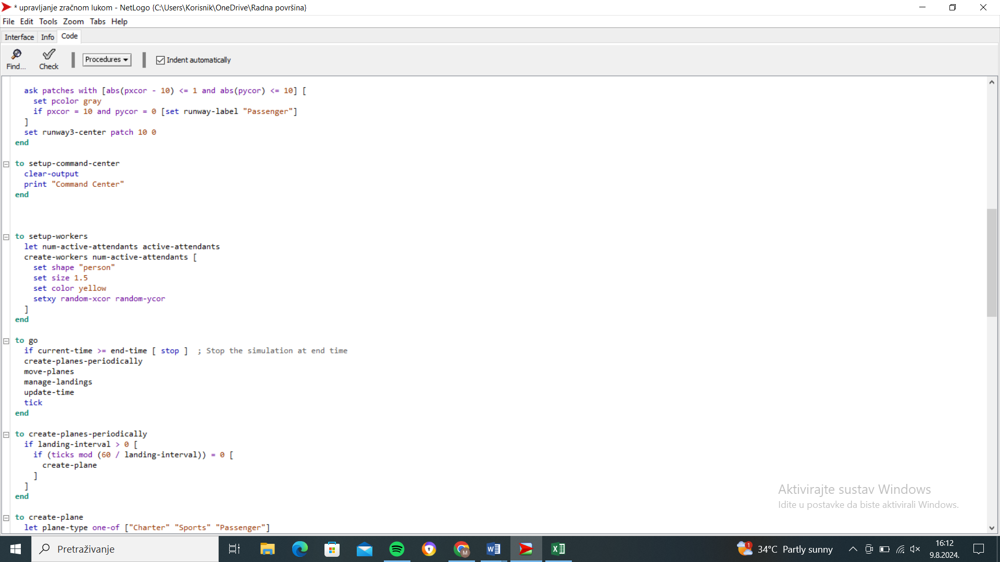 * upravljanje zračnom lukom - NetLogo {C:\Users\Korisnik\OneDrive\Radna površina}
File Edit Tools Zoom Tabs Help
Interface Info Code
Find... Check Procedures Indent automatically
ask patches with [abs(pxcor - 10) <= 1 and abs(pycor) <= 10] [
set pcolor gray
if pxcor = 10 and pycor = 0 [set runway-label "Passenger"]
]
set runway3-center patch 10 0
end
to setup-command-center
clear-output
print "Command Center"
end
to setup-workers
let num-active-attendants active-attendants
create-workers num-active-attendants [
set shape "person"
set size 1.5
set color yellow
setxy random-xcor random-ycor
]
end
to go
if current-time >= end-time [ stop ] ; Stop the simulation at end time
create-planes-periodically
move-planes
manage-landings
update-time
tick
end
to create-planes-periodically
if landing-interval > 0 [
if (ticks mod (60 / landing-interval)) = 0 [
create-plane
]
]
end
to create-plane
let plane-type one-of ["Charter" "Sports" "Passenger"]
Aktivirajte sustav Windows
Idite u postavke da biste aktivirali Windows.
Pretraživanje
34°C Partly sunny
16:12
9.8.2024.